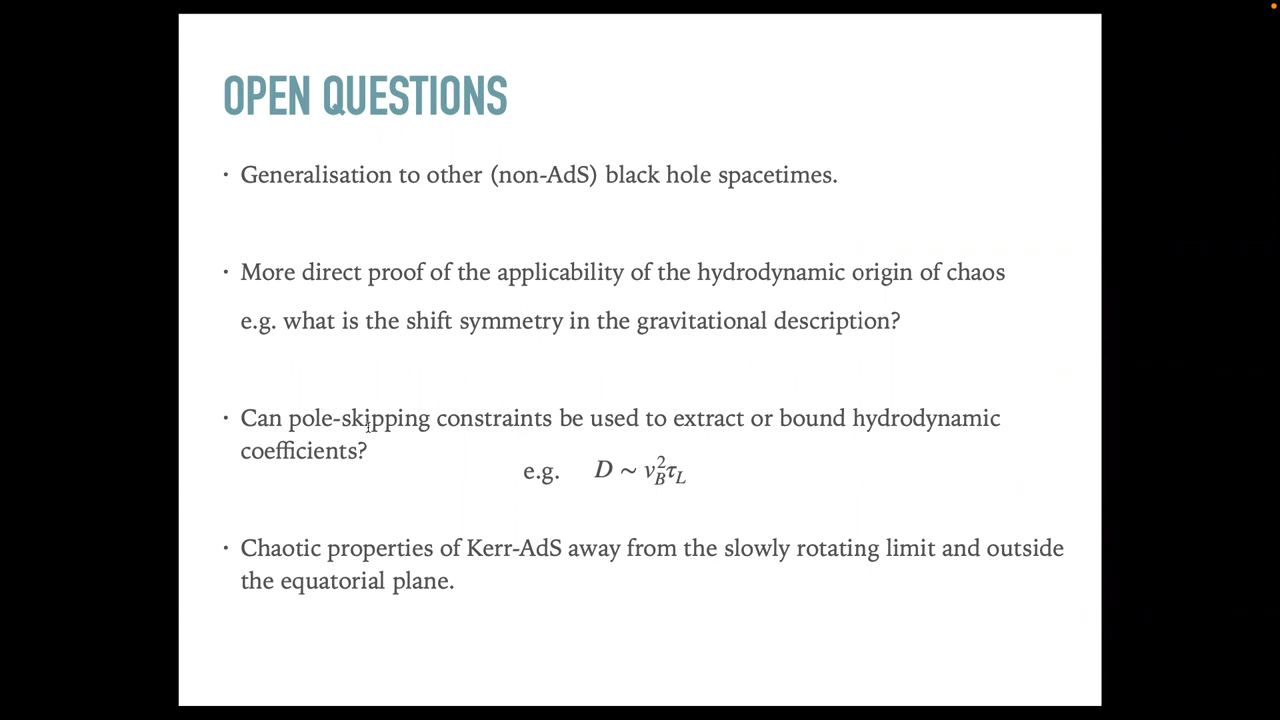 OPEN QUESTIONS
· Generalisation to other (non-AdS) black hole spacetimes.
· More direct proof of the applicability of the hydrodynamic origin of chaos
e.g. what is the shift symmetry in the gravitational description?
· Can pole-skipping constraints be used to extract or bound hydrodynamic
coefficients?
e.g. $D \sim v_B^2 \tau_L$
· Chaotic properties of Kerr-AdS away from the slowly rotating limit and outside
the equatorial plane.